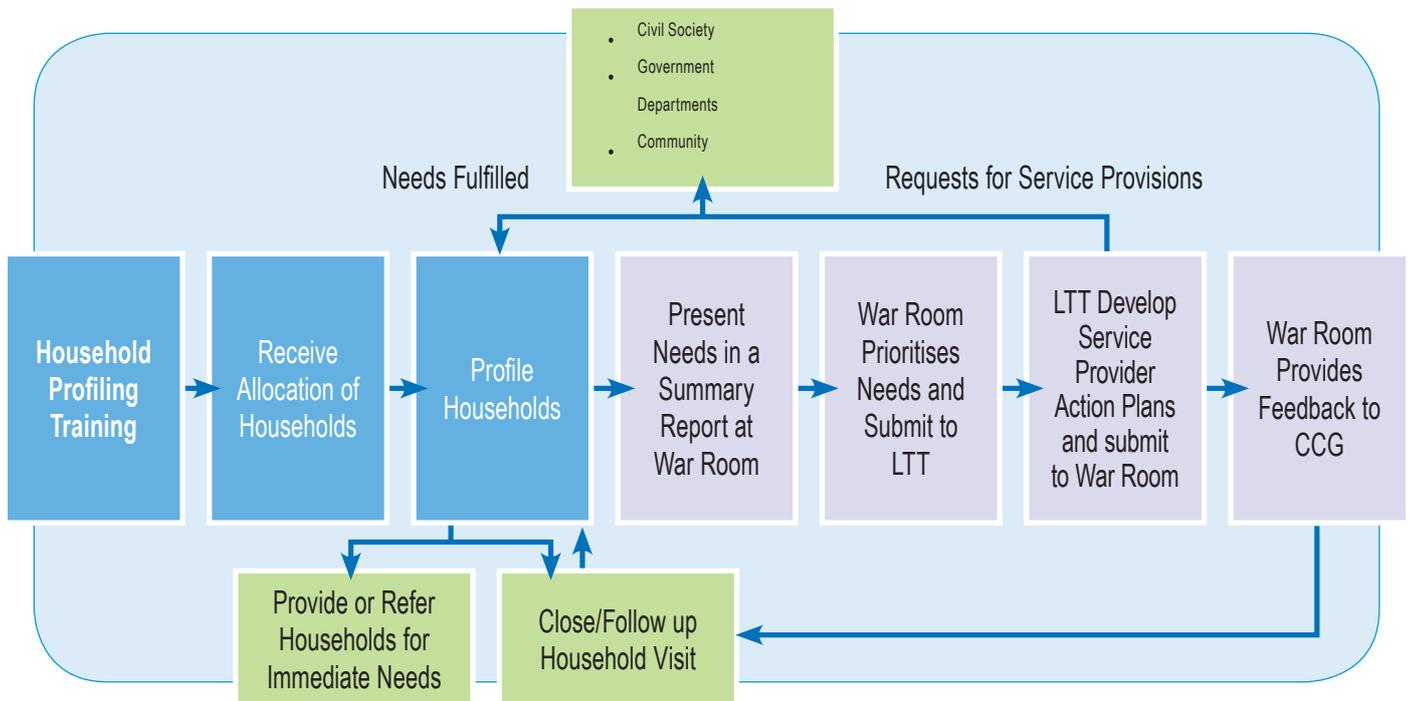 • Civil Society
• Government
Departments
• Community
Needs Fulfilled
Requests for Service Provisions
Household
Profiling
Training
Receive
Allocation of
Households
Profile
Households
Present
Needs in a
Summary
Report at
War Room
War Room
Prioritises
Needs and
Submit to
LTT
LTT Develop
Service
Provider
Action Plans
and submit
to War Room
War Room
Provides
Feedback to
CCG
Provide or Refer
Households for
Immediate Needs
Close/Follow up
Household Visit